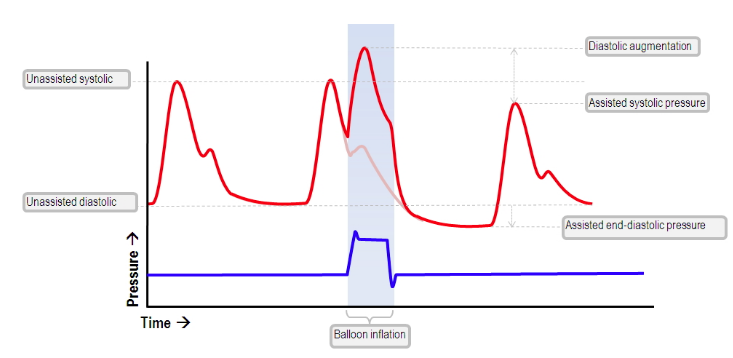 Diastolic augmentation
Unassisted systolic
Assisted systolic pressure
Unassisted diastolic
Assisted end-diastolic pressure
Pressure →
Time →
Balloon inflation